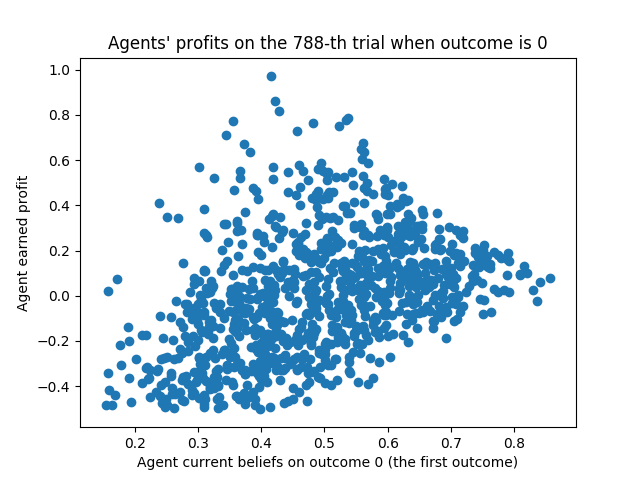 Agents' profits on the 788-th trial when outcome is 0
1.0
0.8
0.6
0.4
0.2
0.0
−0.2
−0.4
Agent earned profit
0.2 0.3 0.4 0.5 0.6 0.7 0.8
Agent current beliefs on outcome 0 (the first outcome)